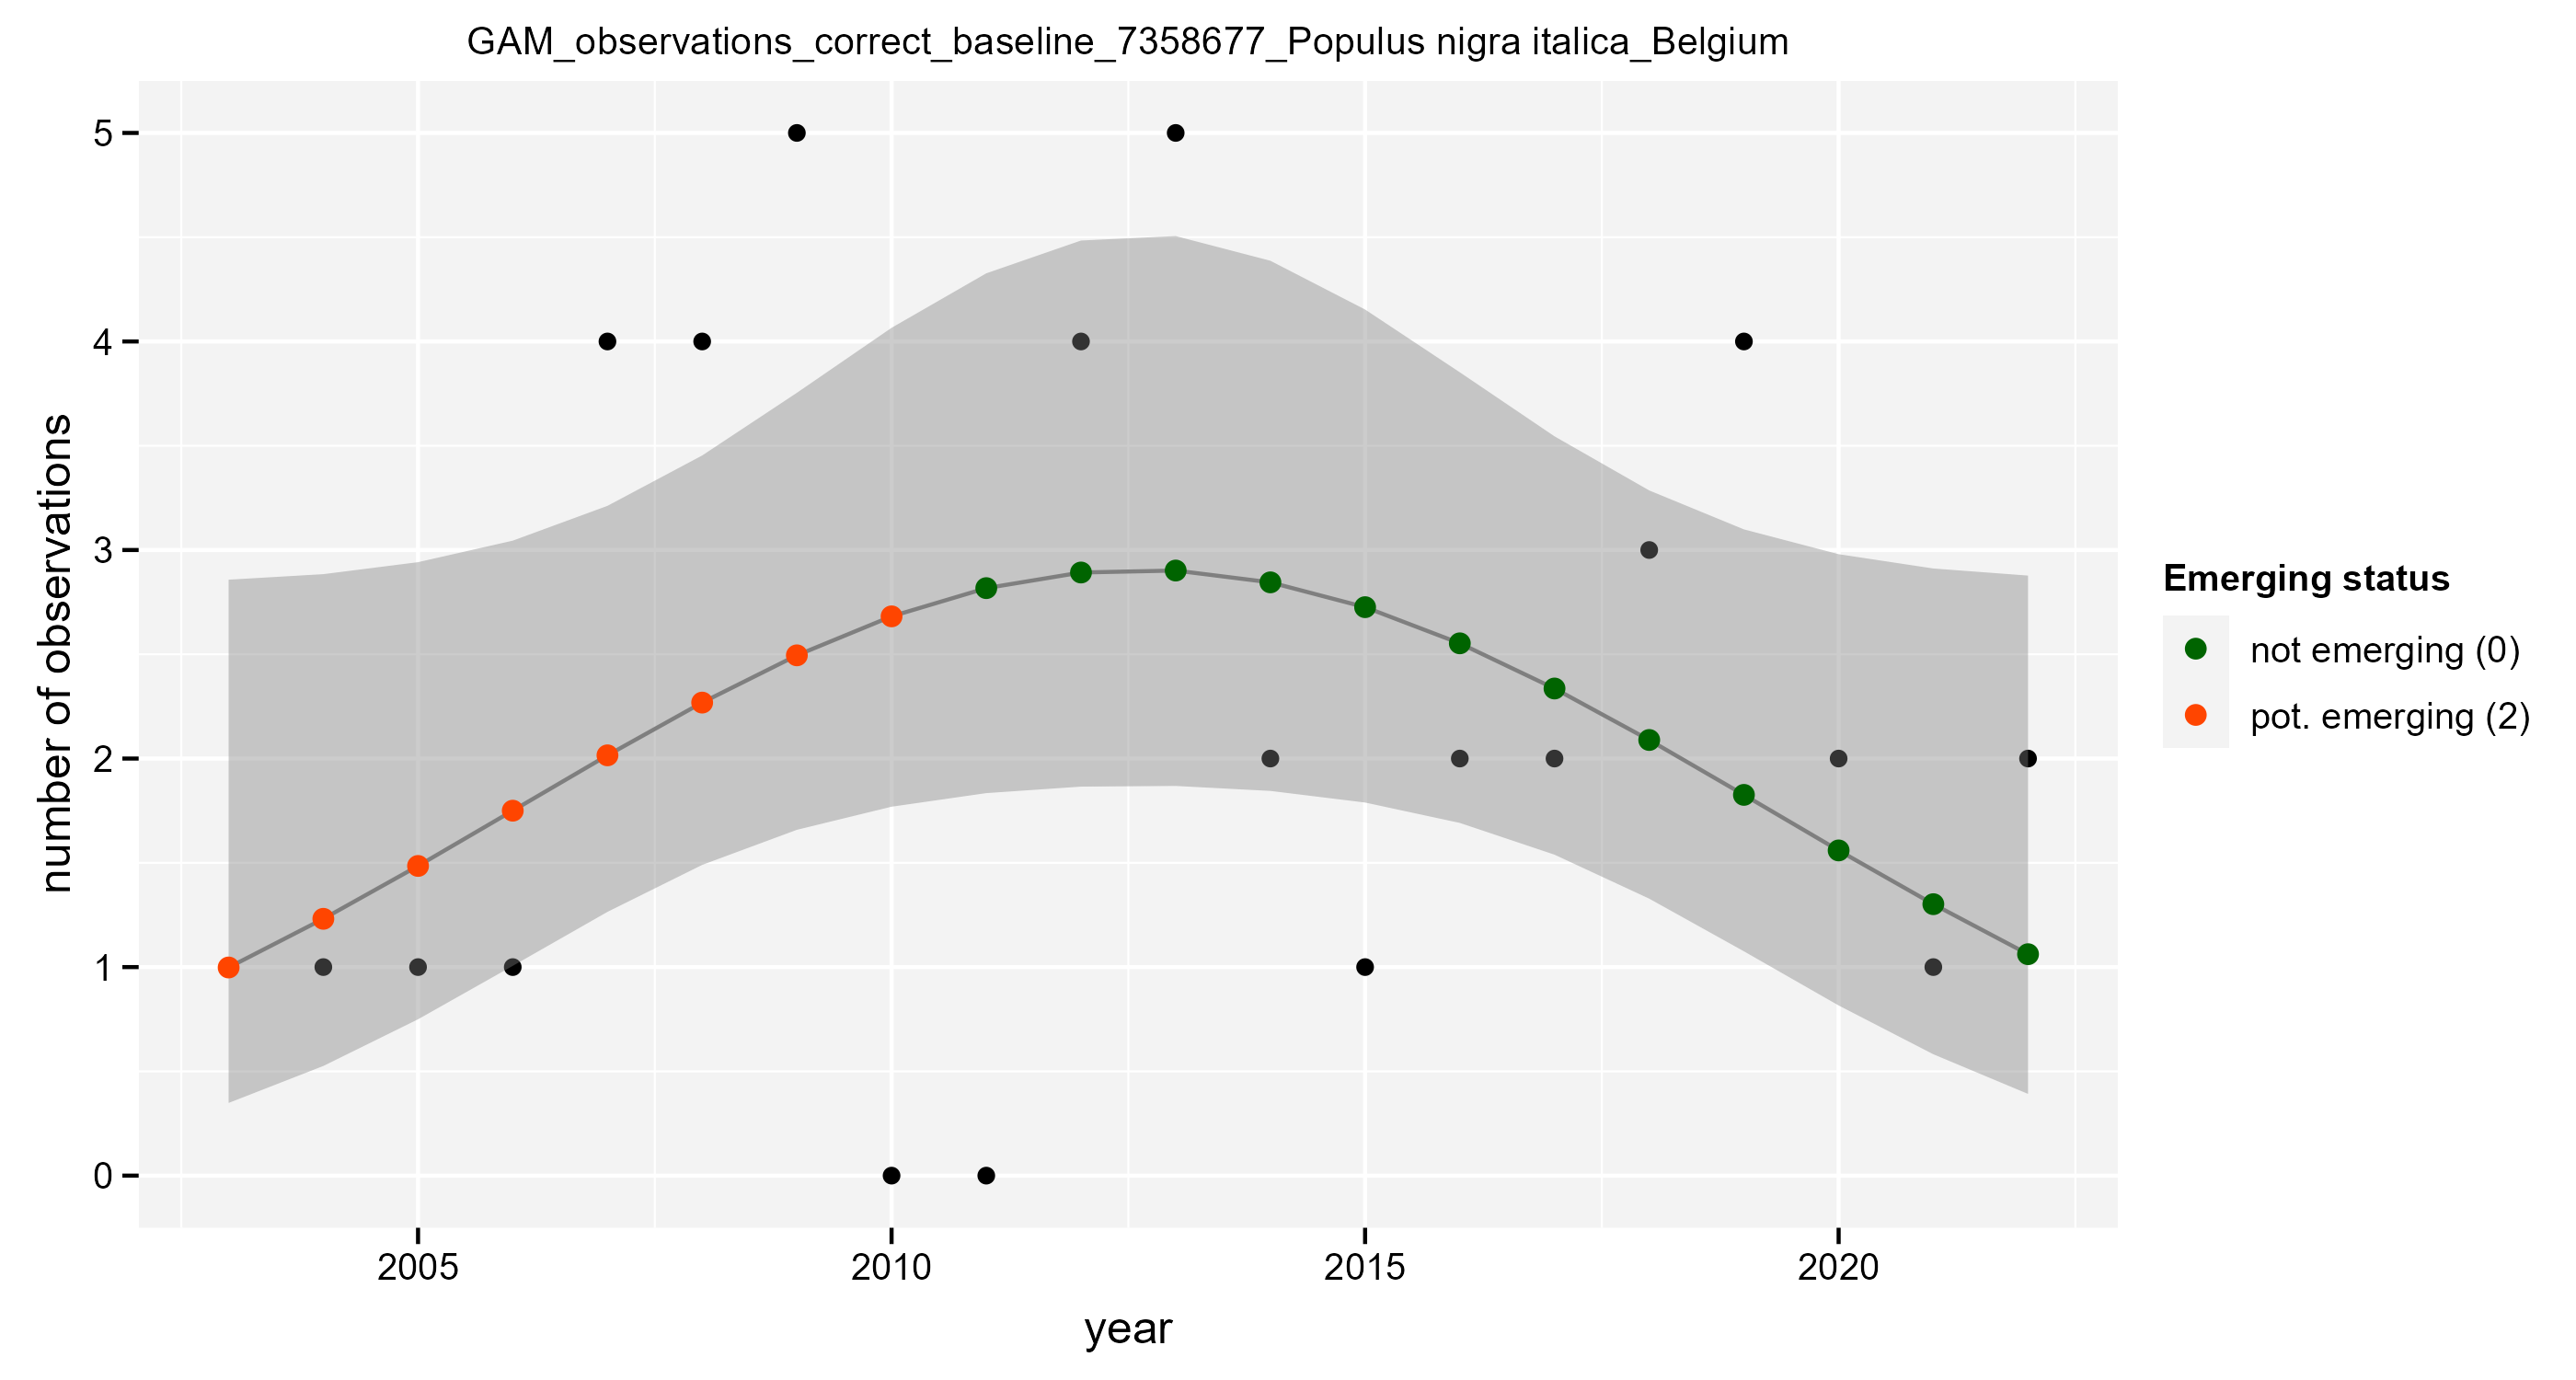 GAM_observations_correct_baseline_7358677_Populus nigra italica_Belgium
number of observations
5
4
3
2
1
0
2005 2010 2015 2020
year
Emerging status
not emerging (0)
pot. emerging (2)